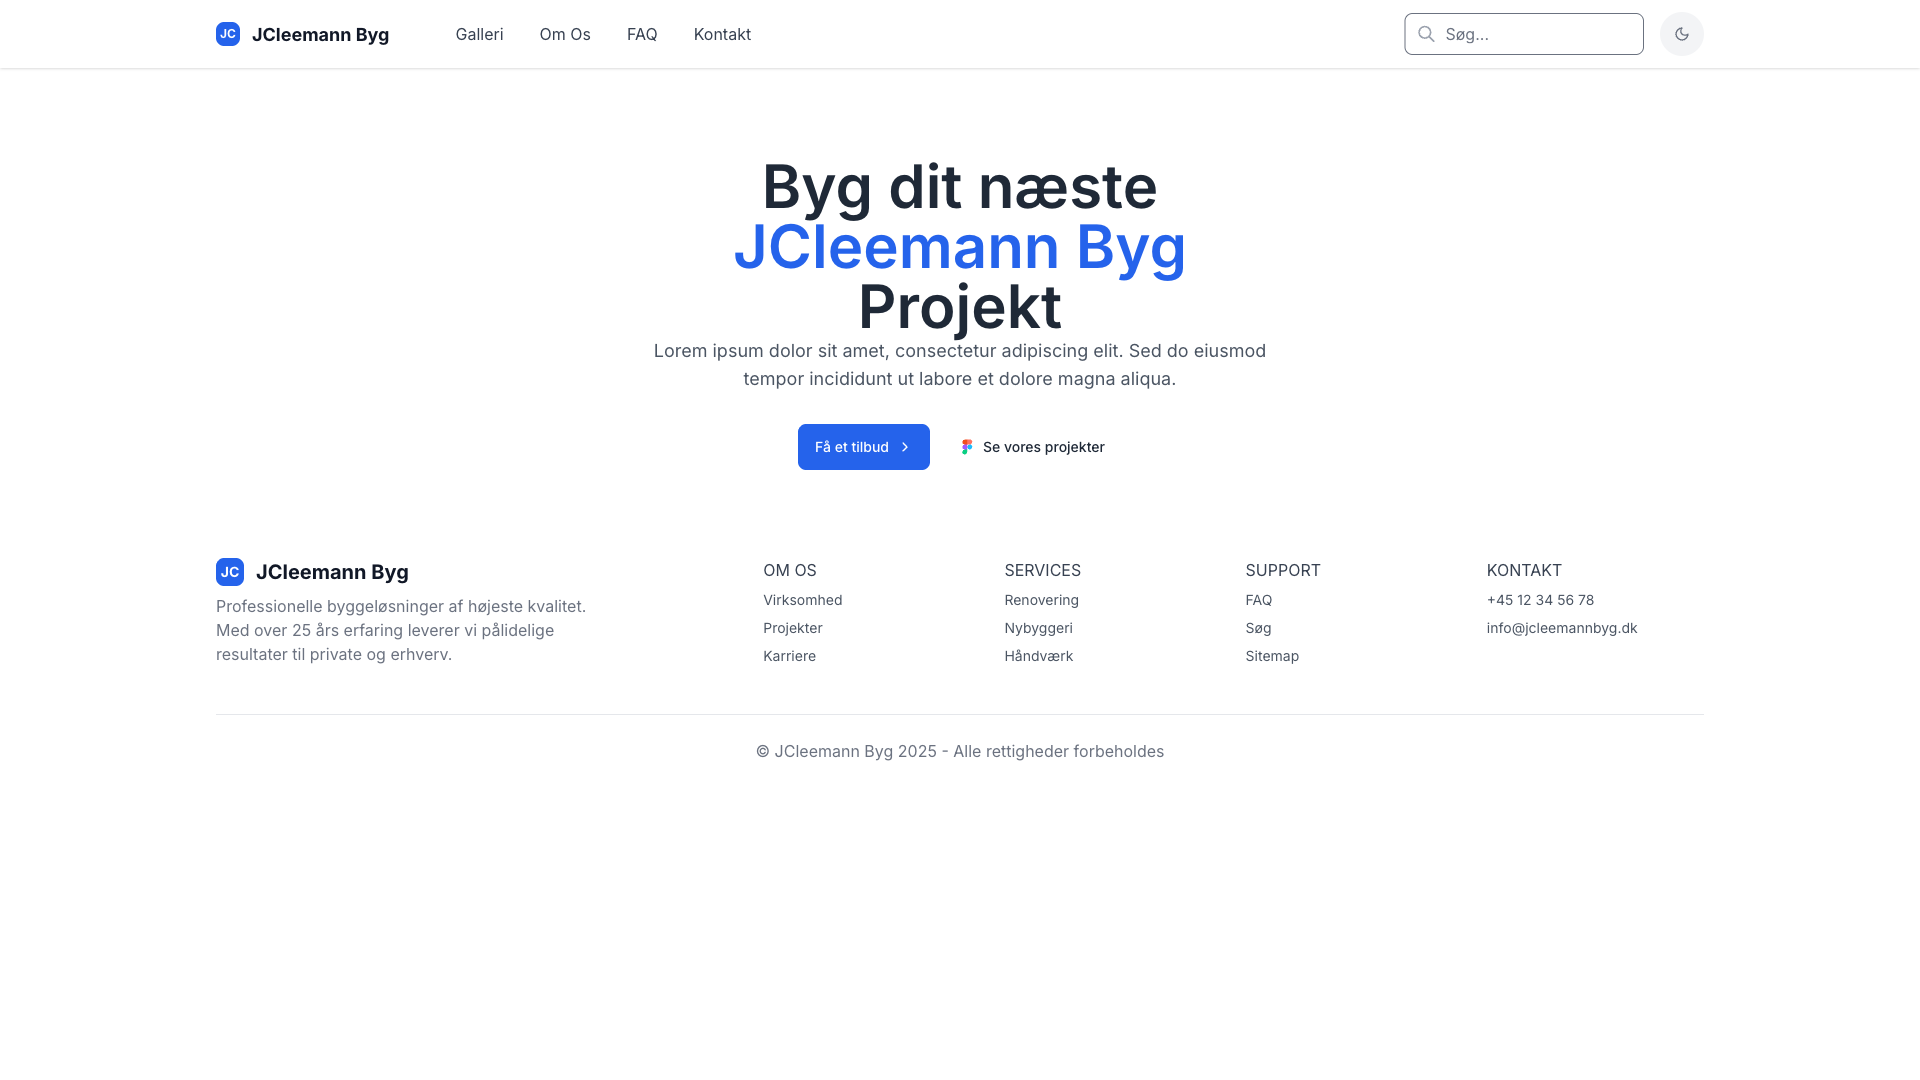 JC JCleemann Byg Galleri Om Os FAQ Kontakt Søg...
Byg dit næste
JCleemann Byg
Projekt
Lorem ipsum dolor sit amet, consectetur adipiscing elit. Sed do eiusmod
tempor incididunt ut labore et dolore magna aliqua.
Få et tilbud Se vores projekter
JC JCleemann Byg
Professionelle byggeløsninger af højeste kvalitet.
Med over 25 års erfaring leverer vi pålidelige
resultater til private og erhverv.
OM OS
Virksomhed
Projekter
Karriere
SERVICES
Renovering
Nybyggeri
Håndværk
SUPPORT
FAQ
Søg
Sitemap
KONTAKT
+45 12 34 56 78
info@jcleemannbyg.dk
© JCleemann Byg 2025 - Alle rettigheder forbeholdes